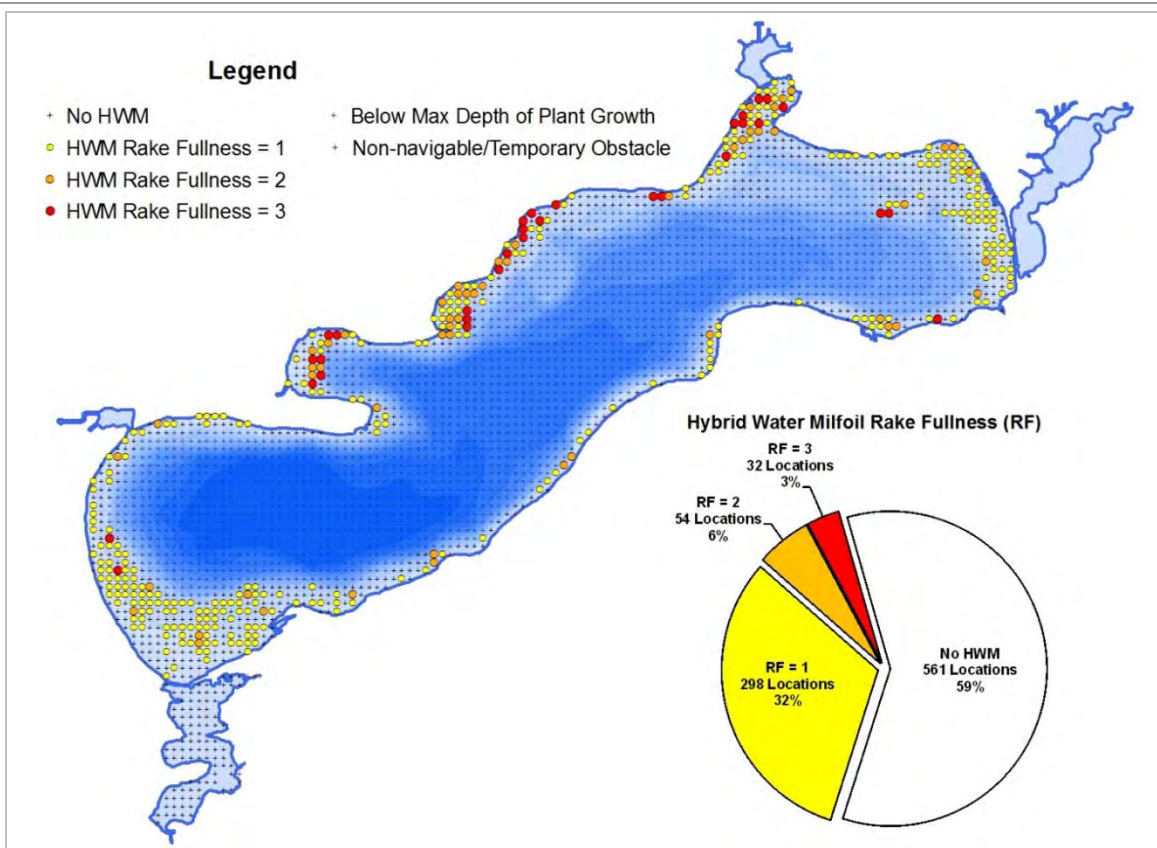 Legend
No HWM
HWM Rake Fullness = 1
HWM Rake Fullness = 2
HWM Rake Fullness = 3
Below Max Depth of Plant Growth
Non-navigable/Temporary Obstacle
Hybrid Water Milfoil Rake Fullness (RF)
RF = 3
32 Locations
3%
RF = 2
54 Locations
6%
No HWM
561 Locations
59%
RF = 1
298 Locations
32%